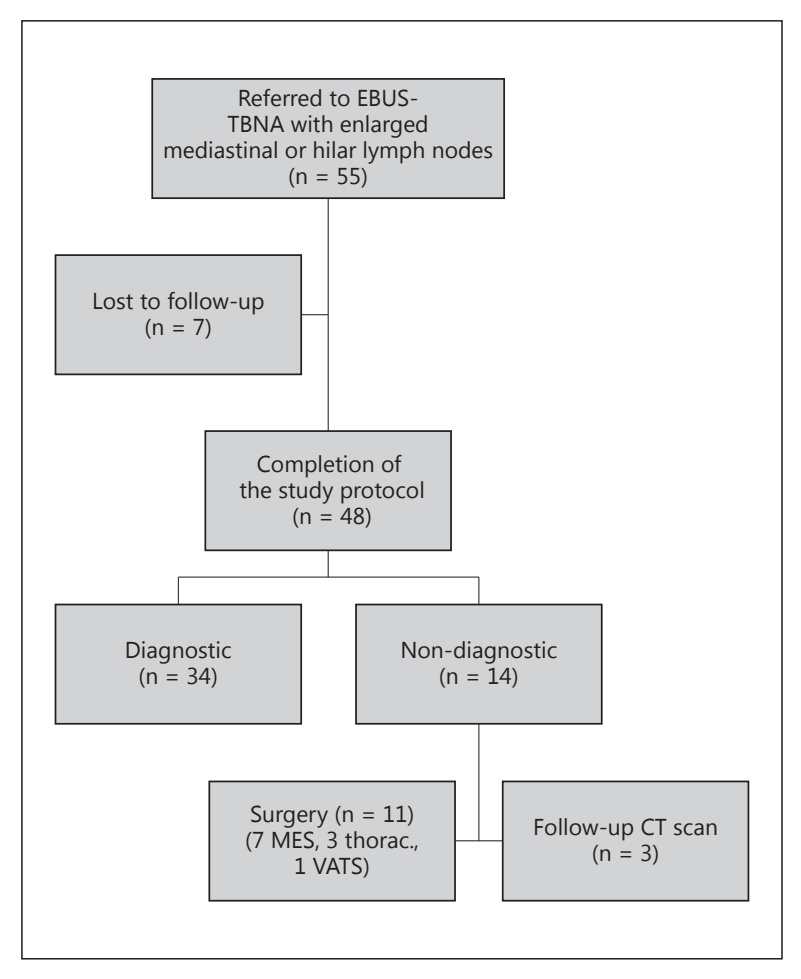 Referred to EBUS-
TBNA with enlarged
mediastinal or hilar lymph nodes
(n = 55)
Lost to follow-up
(n = 7)
Completion of
the study protocol
(n = 48)
Diagnostic
(n = 34)
Non-diagnostic
(n = 14)
Surgery (n = 11)
(7 MES, 3 thorac.,
1 VATS)
Follow-up CT scan
(n = 3)